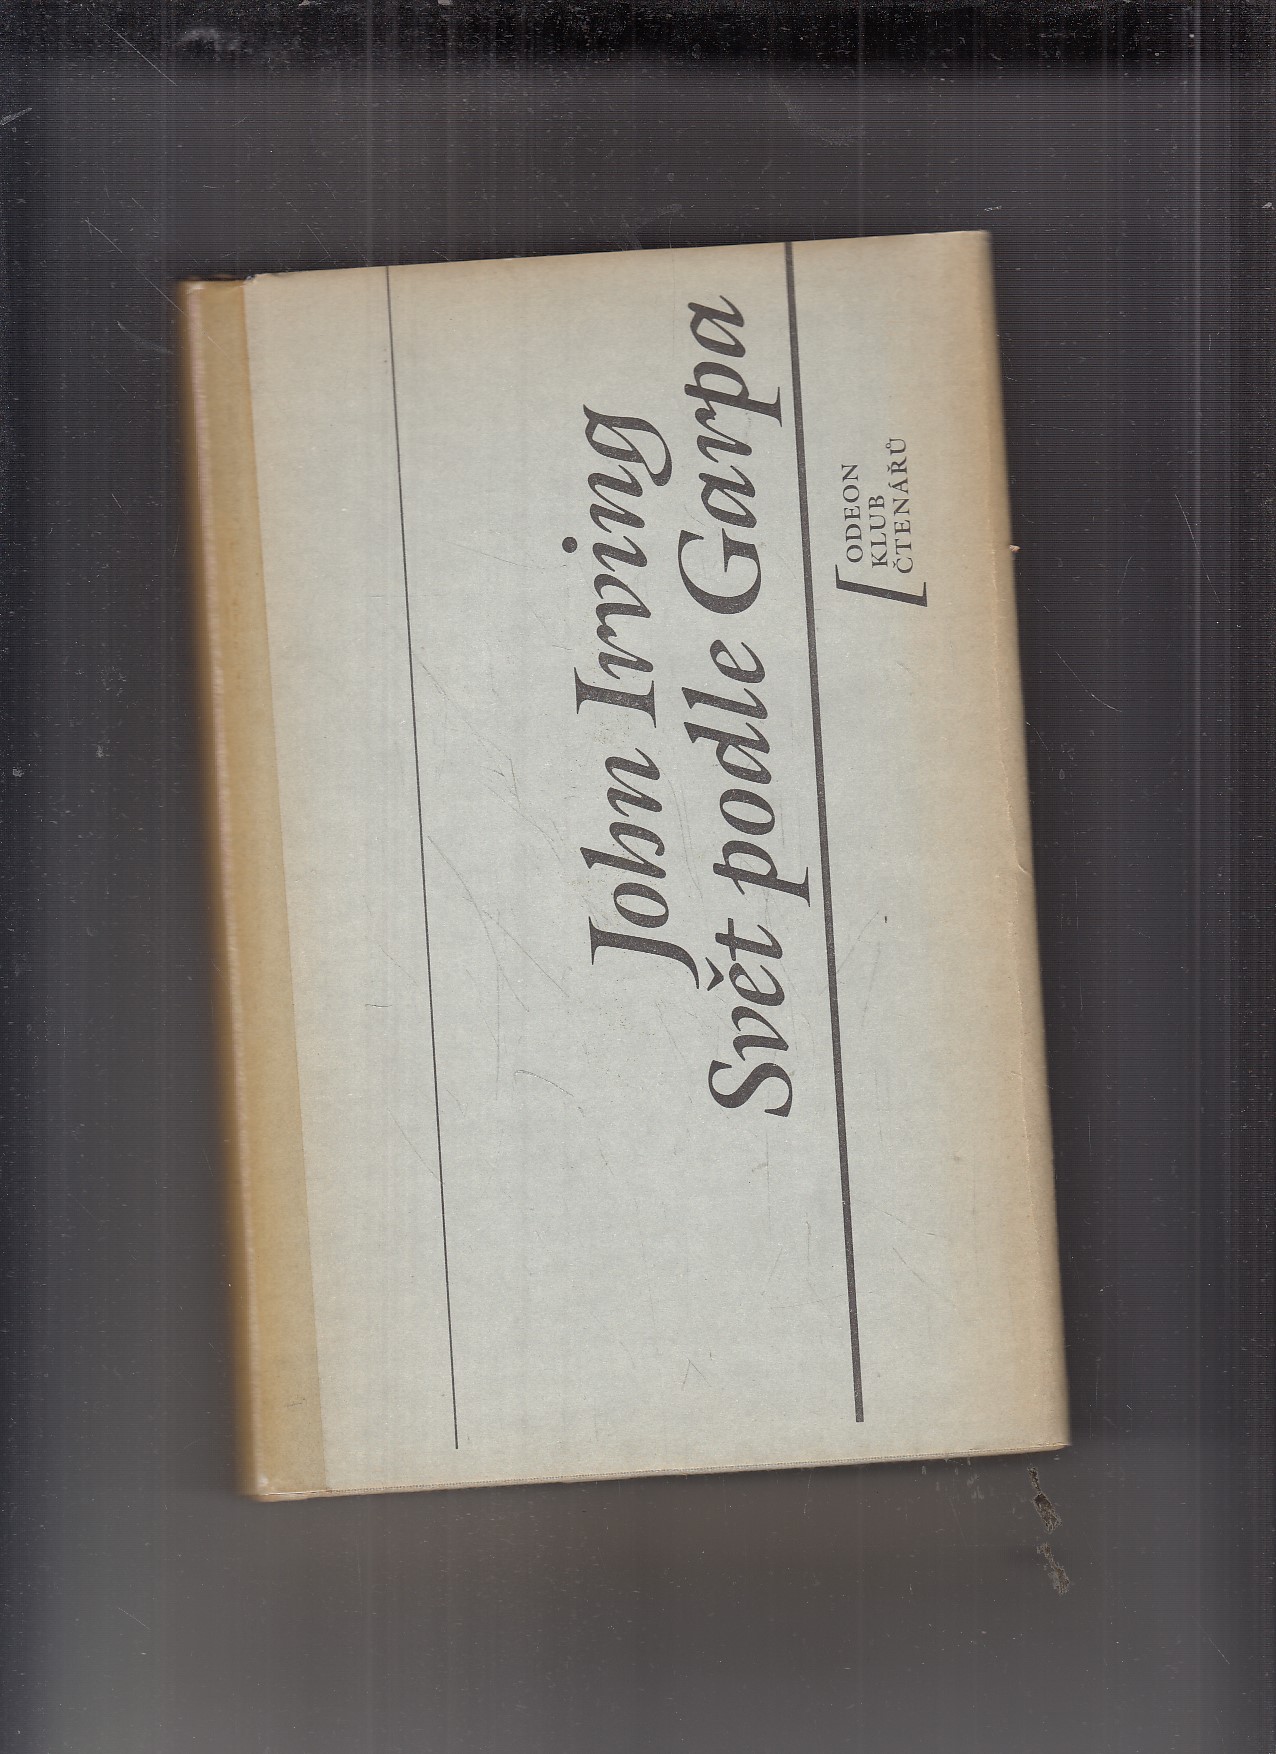 John Irving
Svět podle Garpa
ODEON
KLUB
ČTENÁŘŮ